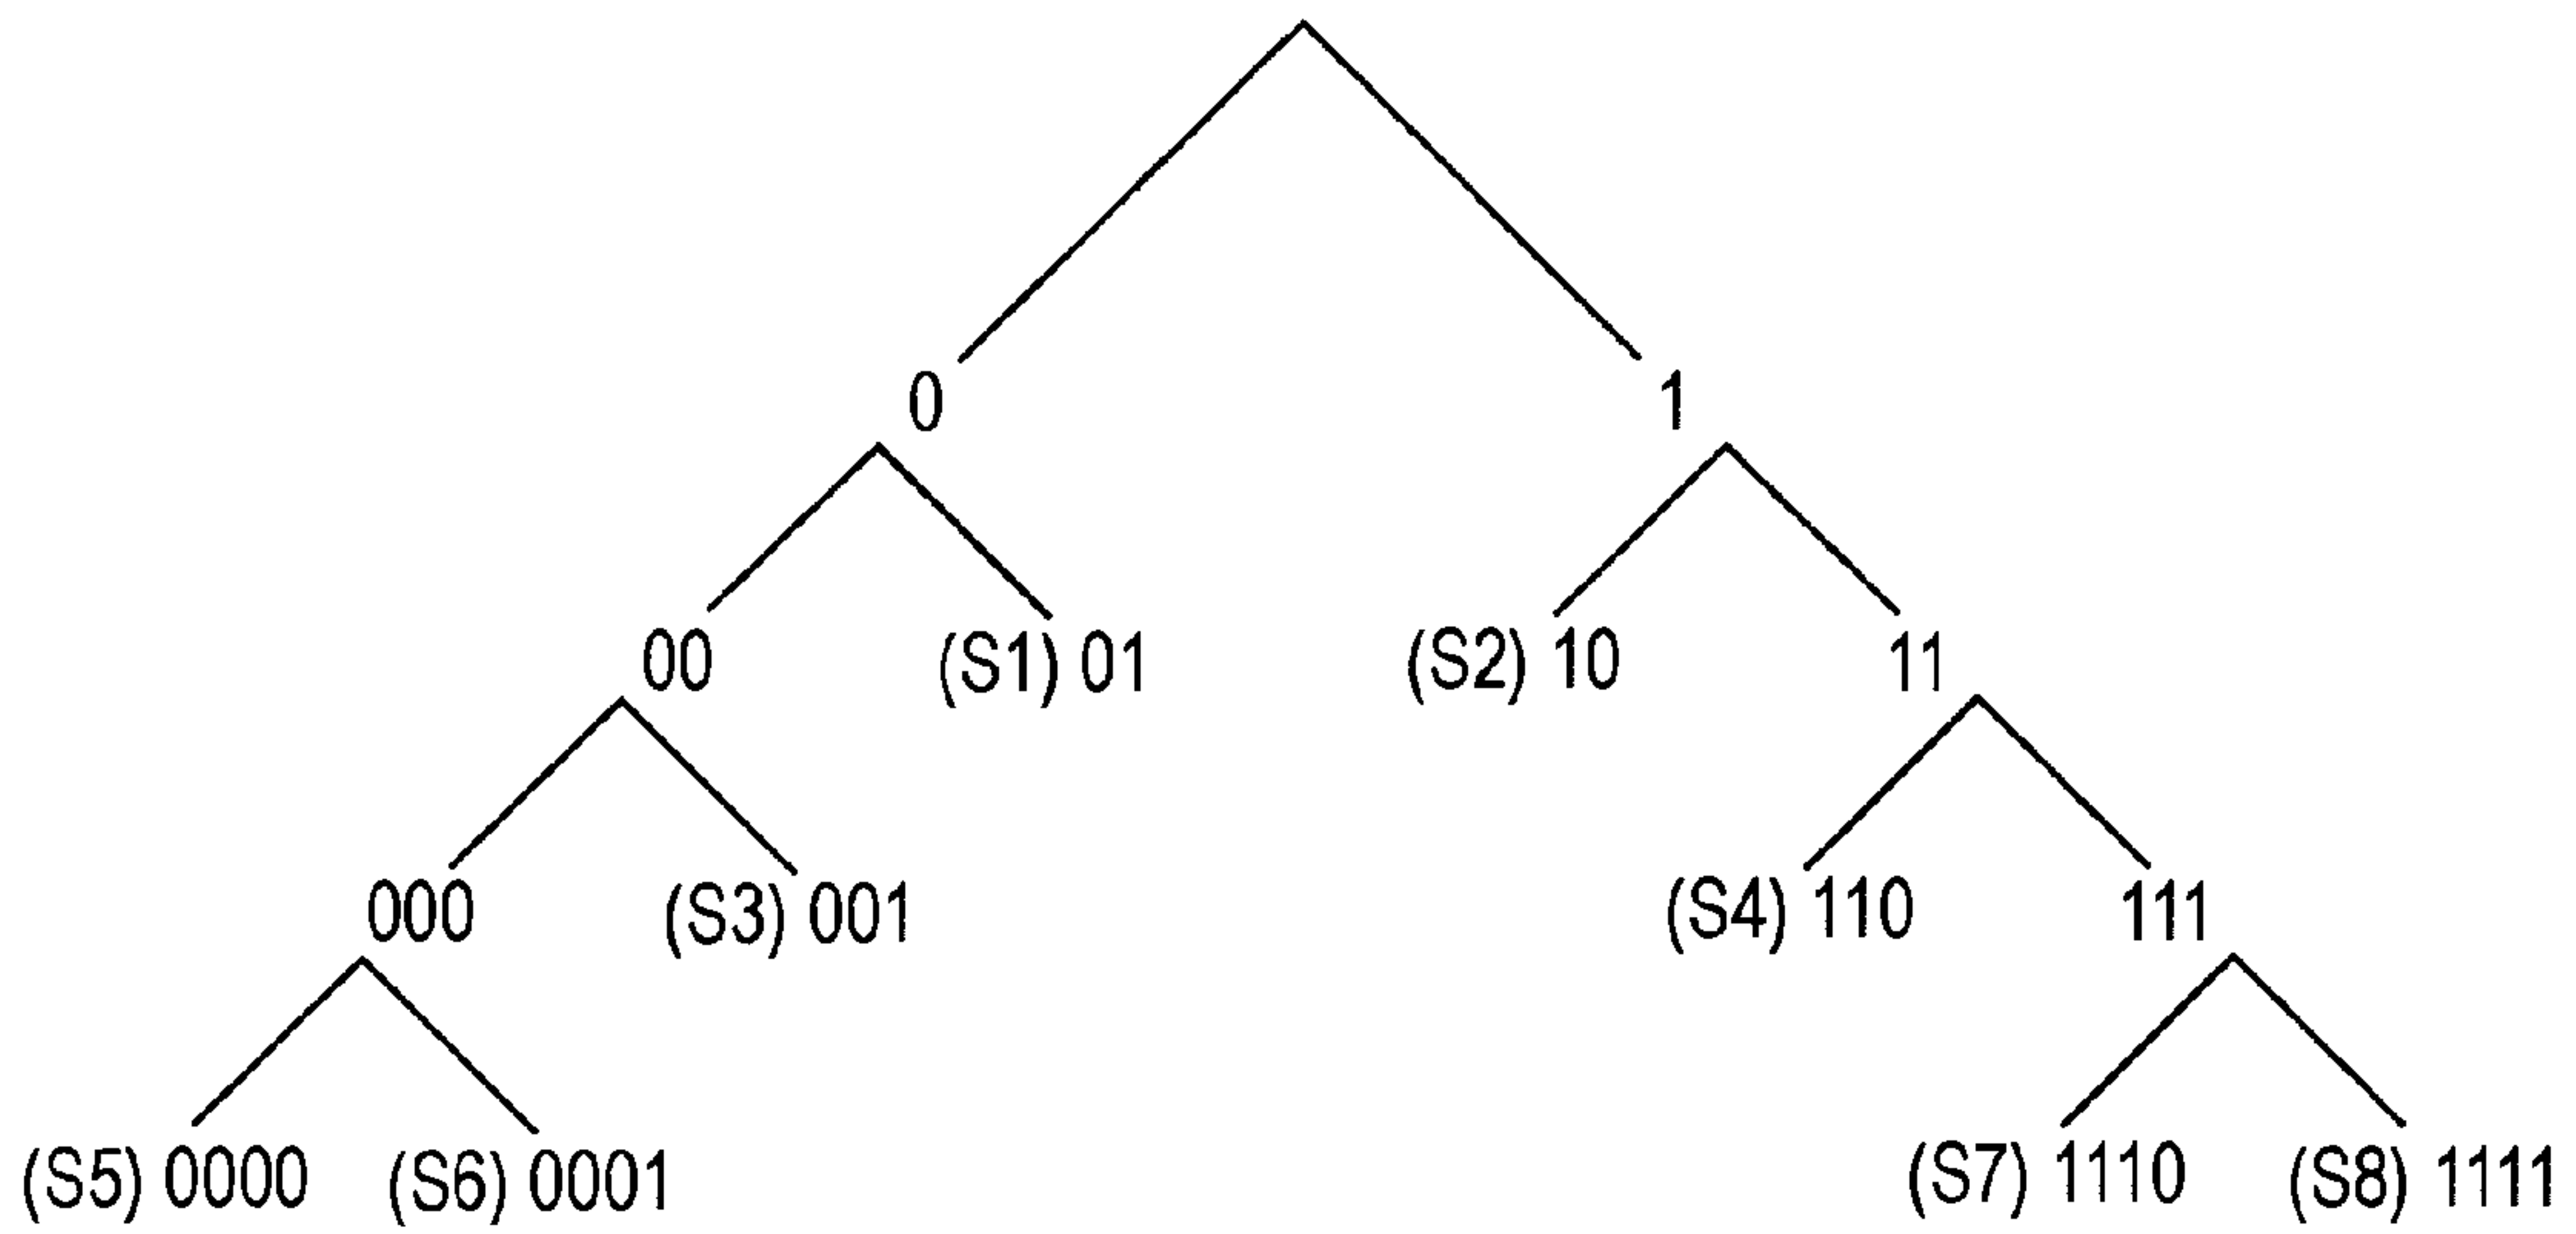 0 1
00 (S1) 01 (S2) 10 11
000 (S3) 001 (S4) 110 111
(S5) 0000 (S6) 0001 (S7) 1110 (S8) 1111